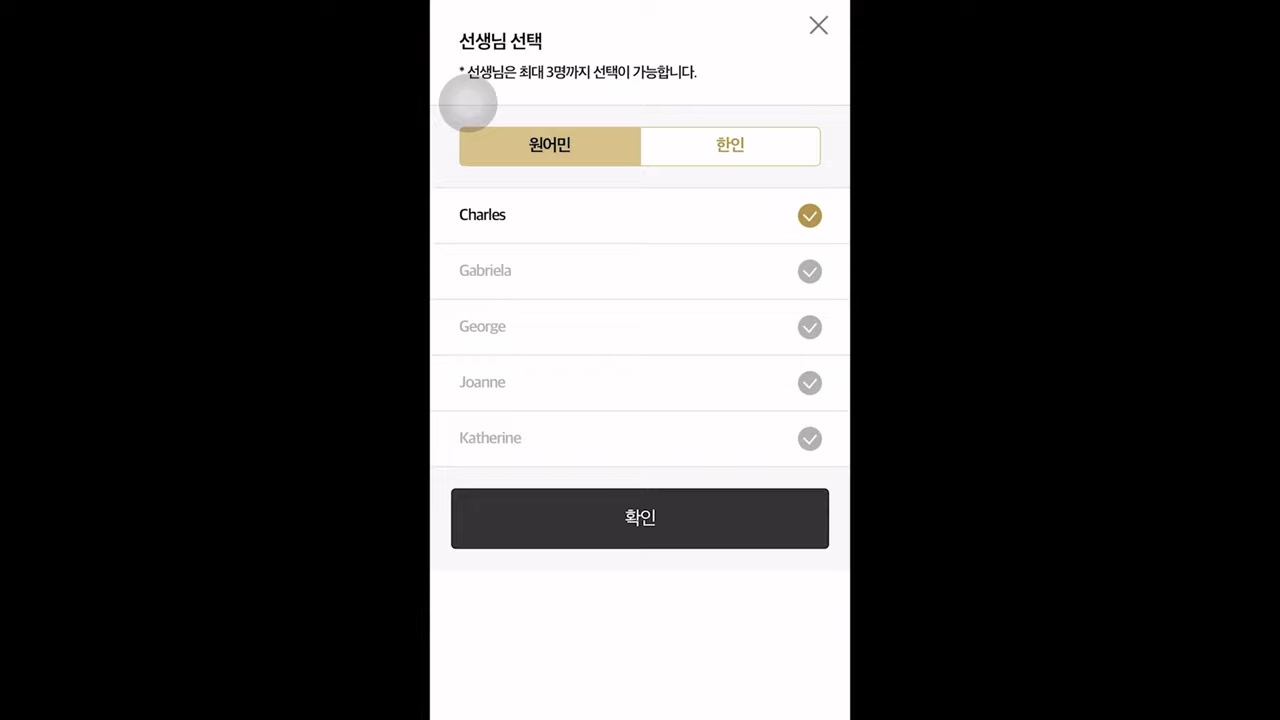 선생님 선택
* 선생님은 최대 3명까지 선택이 가능합니다.
원어민
한인
Charles
Gabriela
George
Joanne
Katherine
확인